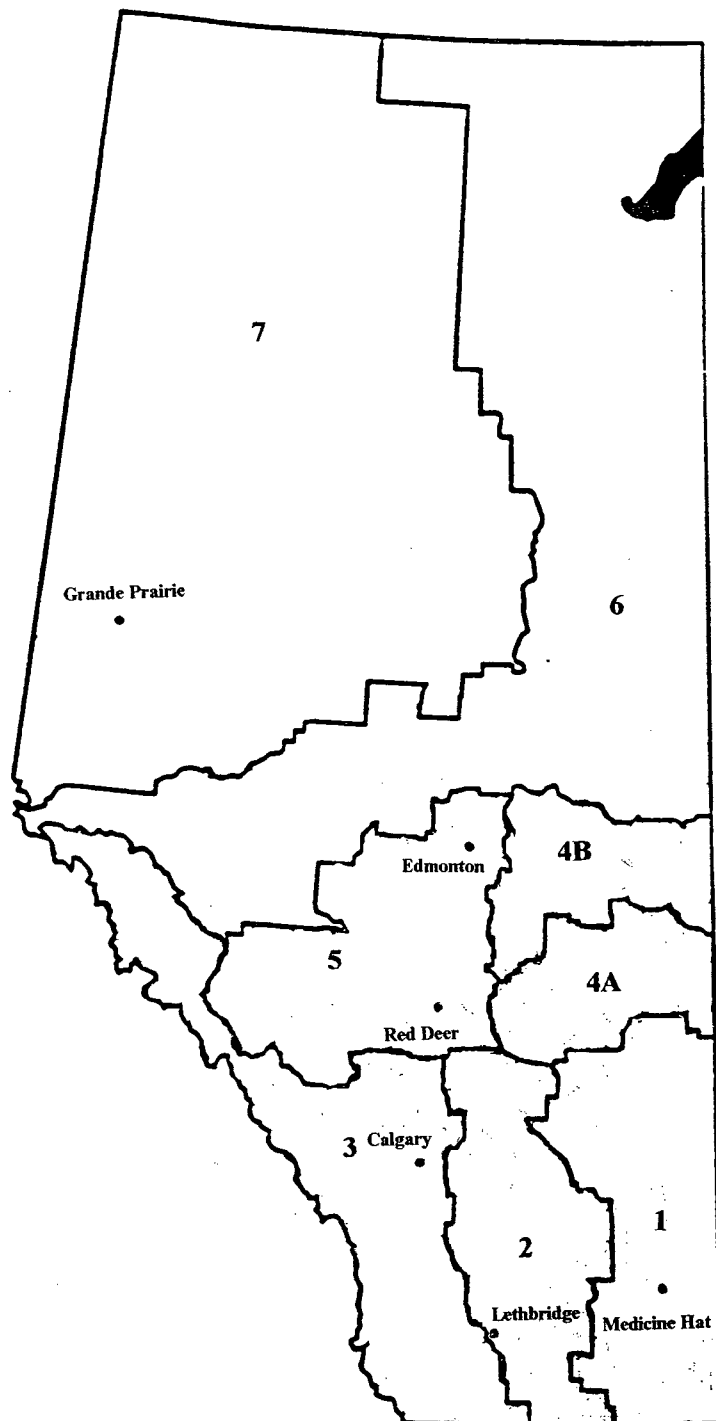 7
Grande Prairie
6
Edmonton
4B
5
4A
Red Deer
3
Calgary
1
2
Lethbridge
Medicine Hat